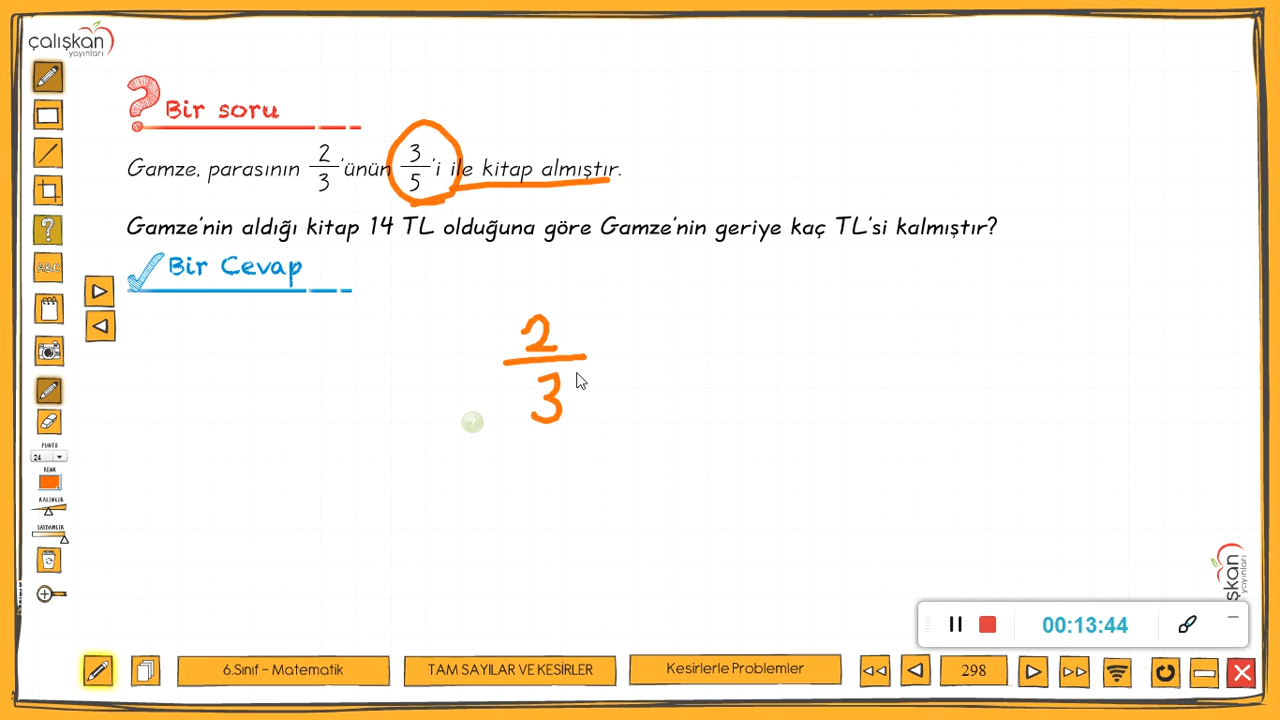 çalışkan
yayınları
? Bir soru
Gamze, parasının 2/3'ünün 3/5'i ile kitap almıştır.
Gamze'nin aldığı kitap 14 TL olduğuna göre Gamze'nin geriye kaç TL'si kalmıştır?
Bir Cevap
2
3
?
ABC
PUNTO
24
RENK
KALINLIK
SAYDAMLIK
şkan
yayınları
00:13:44
6.Sınıf - Matematik
TAM SAYILAR VE KESİRLER
Kesirlerle Problemler
298